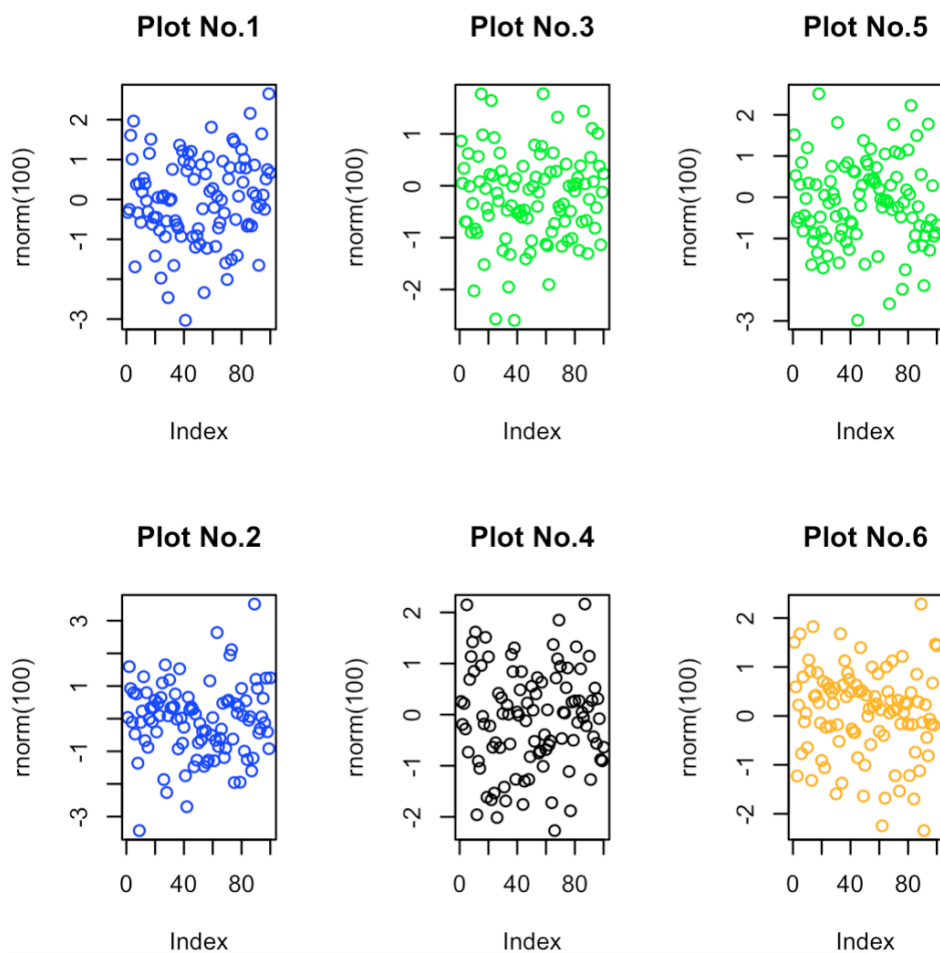 Plot No.1
rnorm(100)
2
1
0
-1
-3
0 40 80
Index
Plot No.3
rnorm(100)
1
0
-1
-2
0 40 80
Index
Plot No.5
rnorm(100)
2
1
0
-1
-3
0 40 80
Index
Plot No.2
rnorm(100)
3
1
-1
-3
0 40 80
Index
Plot No.4
rnorm(100)
2
1
0
-1
-2
0 40 80
Index
Plot No.6
rnorm(100)
2
1
0
-1
-2
0 40 80
Index